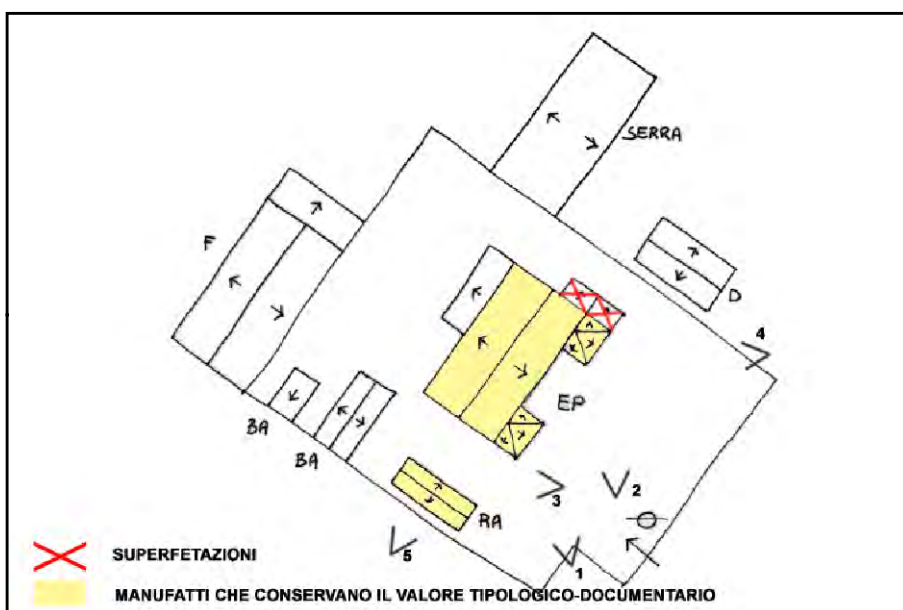 SERRA
F
D
4
EP
BA
BA
3
2
RA
5
1
SUPERFETAZIONI
MANUFATTI CHE CONSERVANO IL VALORE TIPOLOGICO-DOCUMENTARIO